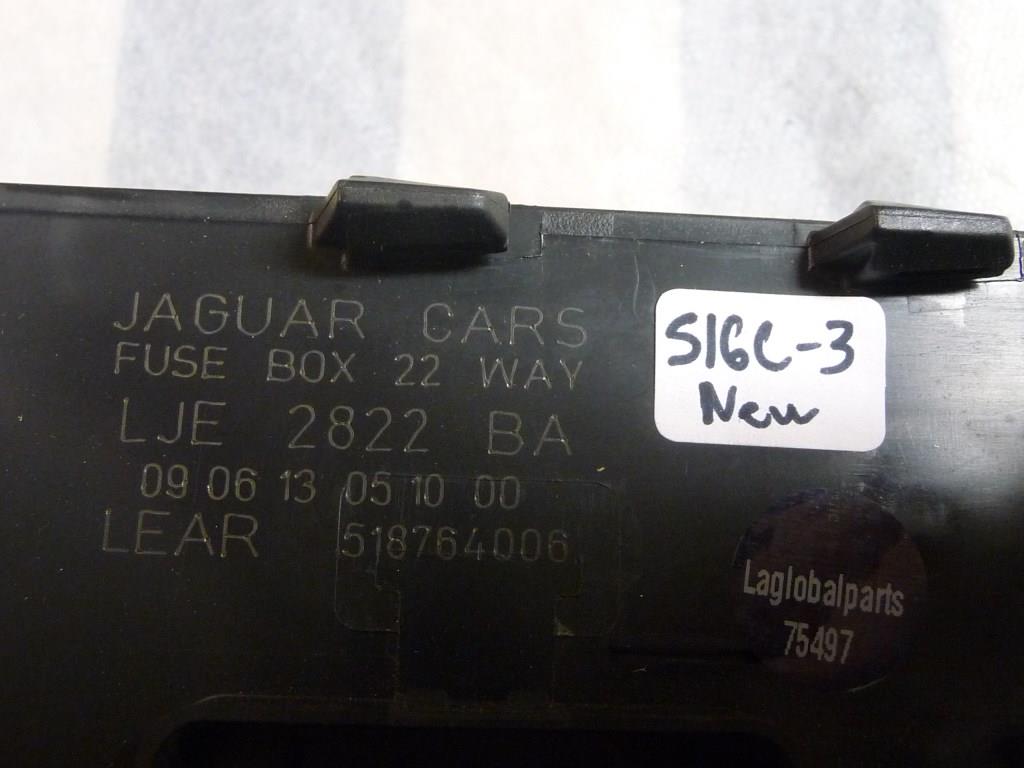 JAGUAR CARS
FUSE BOX 22 WAY
LJE 2822 BA
09 06 13 05 10 00
LEAR 518764006
S16C-3
New
Laglobalparts
75497